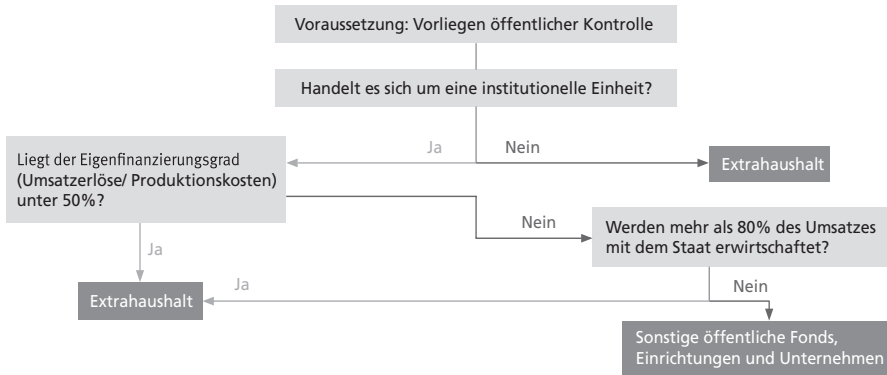 Voraussetzung: Vorliegen öffentlicher Kontrolle
Handelt es sich um eine institutionelle Einheit?
Ja
Nein
Extrahaushalt
Liegt der Eigenfinanzierungsgrad
(Umsatzerlöse/ Produktionskosten)
unter 50%?
Nein
Werden mehr als 80% des Umsatzes
mit dem Staat erwirtschaftet?
Ja
Ja
Nein
Extrahaushalt
Sonstige öffentliche Fonds,
Einrichtungen und Unternehmen